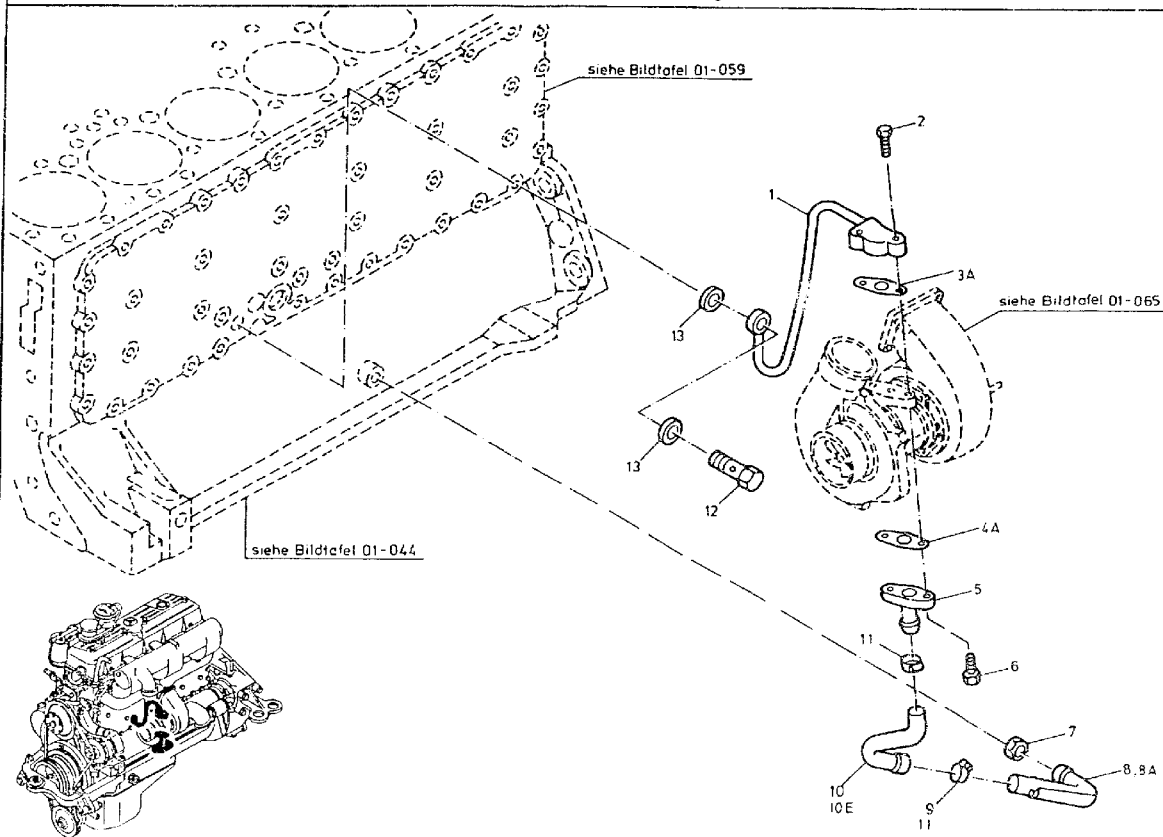 siehe Bildtafel 01-059
2
1
3A
siehe Bildtafel 01-065
13
13
12
4A
siehe Bildtafel 01-044
5
11
6
7
8,8A
10
10E
9
11